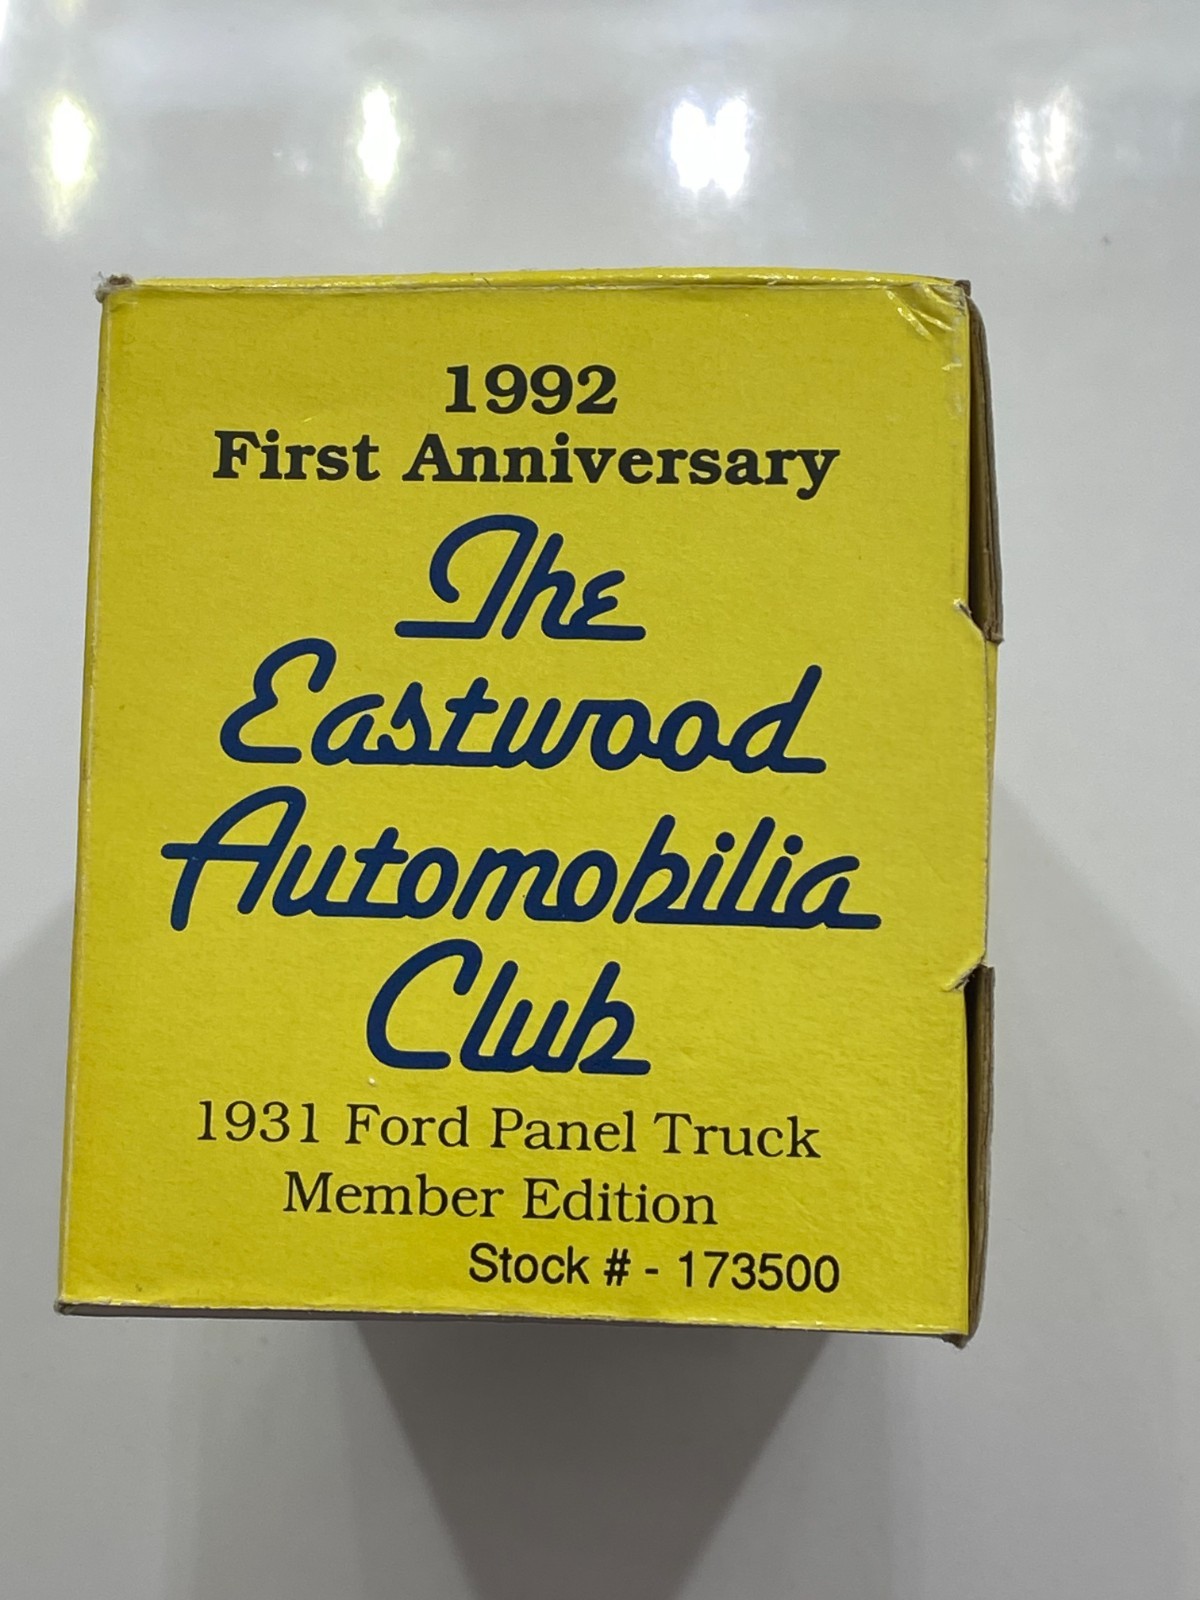 1992
First Anniversary
The
Eastwood
Automobilia
Club
1931 Ford Panel Truck
Member Edition
Stock # - 173500